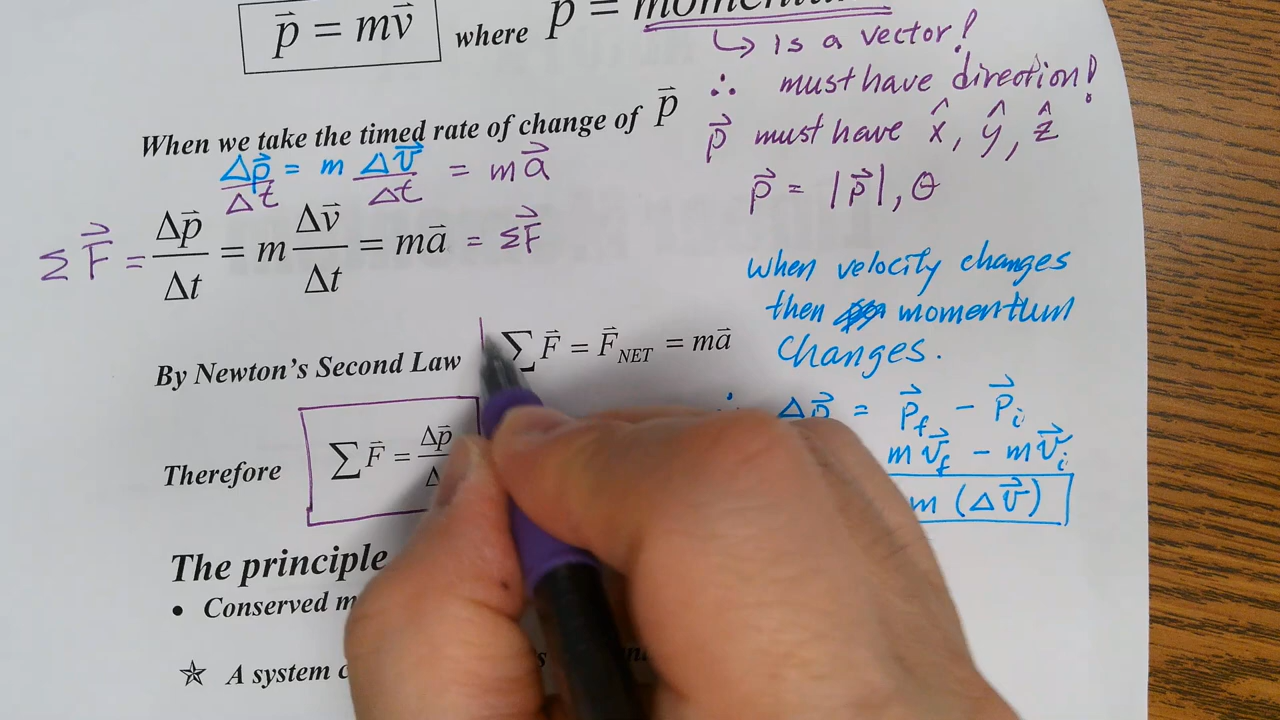 p⃗ = mv⃗ where p =
↳ is a vector!
∴ must have direction!
When we take the timed rate of change of p⃗
p⃗ must have x̂, ŷ, ẑ
Δp⃗/Δt = m Δv⃗/Δt = ma⃗
p⃗ = |p⃗|, θ
ΣF⃗ = Δp⃗/Δt = m Δv⃗/Δt = ma⃗ = ΣF⃗
when velocity changes
then momentum
changes.
By Newton's Second Law ∑F⃗ = F⃗NET = ma⃗
∴ Δp⃗ = p⃗f - p⃗i
mv⃗f - mv⃗i
m (Δv⃗)
Therefore ∑F⃗ = Δp⃗/Δ
The principle
• Conserved
✯ A system